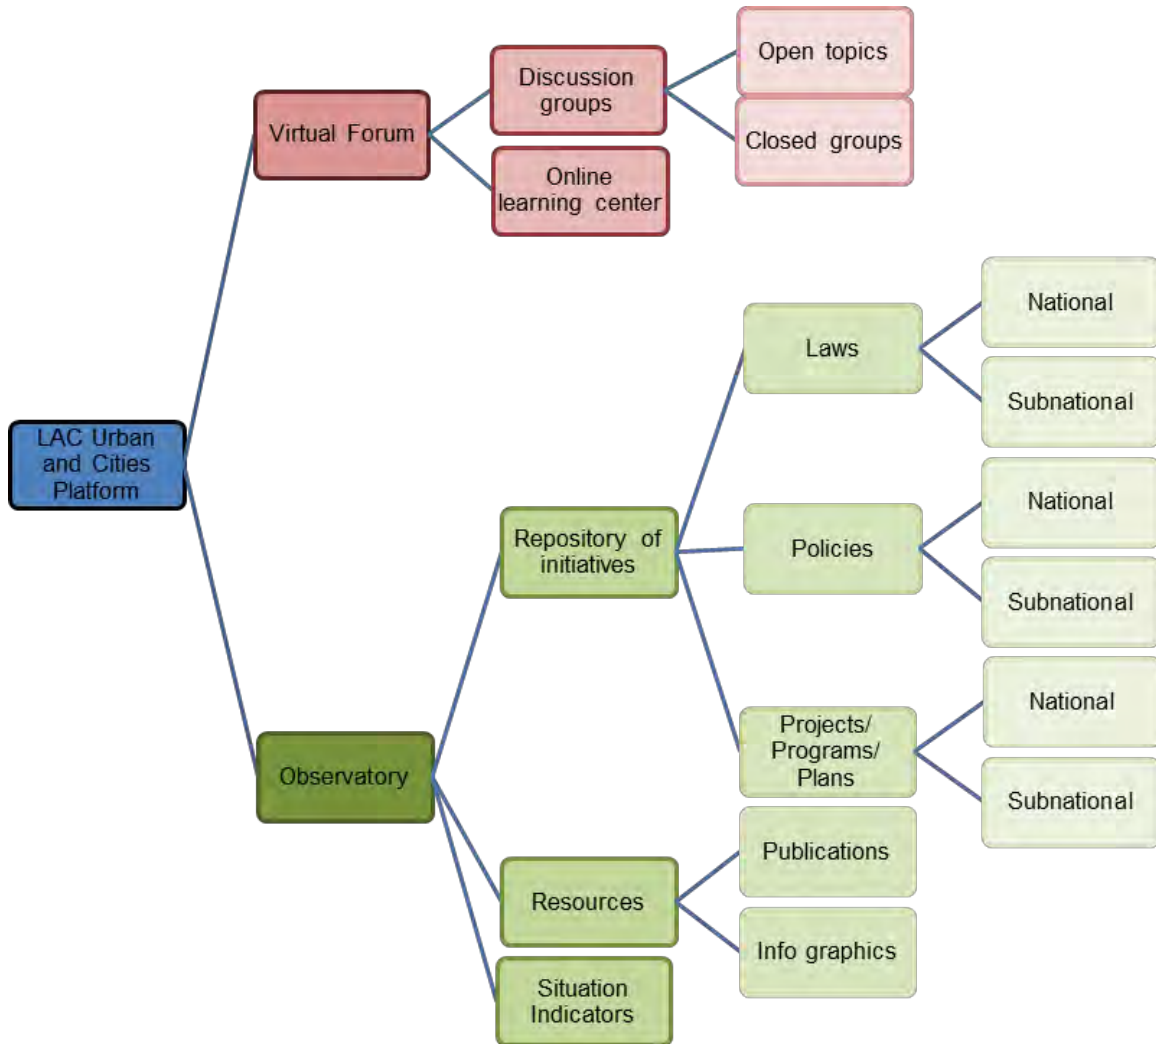 LAC Urban
and Cities
Platform
Virtual Forum
Discussion
groups
Open topics
Closed groups
Online
learning center
Observatory
Repository of
initiatives
Laws
National
Subnational
Policies
National
Subnational
Projects/
Programs/
Plans
National
Subnational
Resources
Publications
Info graphics
Situation
Indicators